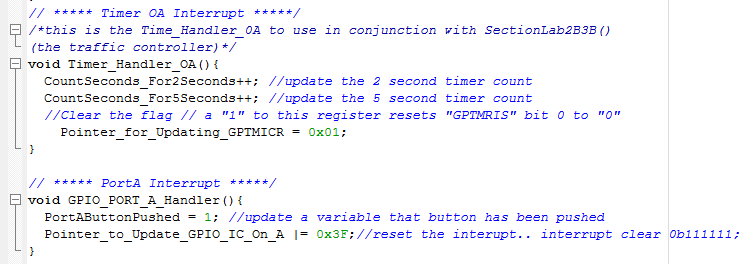 // ***** Timer OA Interrupt *****/
/*this is the Time_Handler_0A to use in conjunction with SectionLab2B3B()
(the traffic controller)*/
void Timer_Handler_OA(){
CountSeconds_For2Seconds++; //update the 2 second timer count
CountSeconds_For5Seconds++; //update the 5 second timer count
//Clear the flag // a "1" to this register resets "GPTMRIS" bit 0 to "0"
Pointer_for_Updating_GPTMICR = 0x01;
}
// ***** PortA Interrupt *****/
void GPIO_PORT_A_Handler(){
PortAButtonPushed = 1; //update a variable that button has been pushed
Pointer_to_Update_GPIO_IC_On_A |= 0x3F;//reset the interupt.. interrupt clear 0b111111;
}